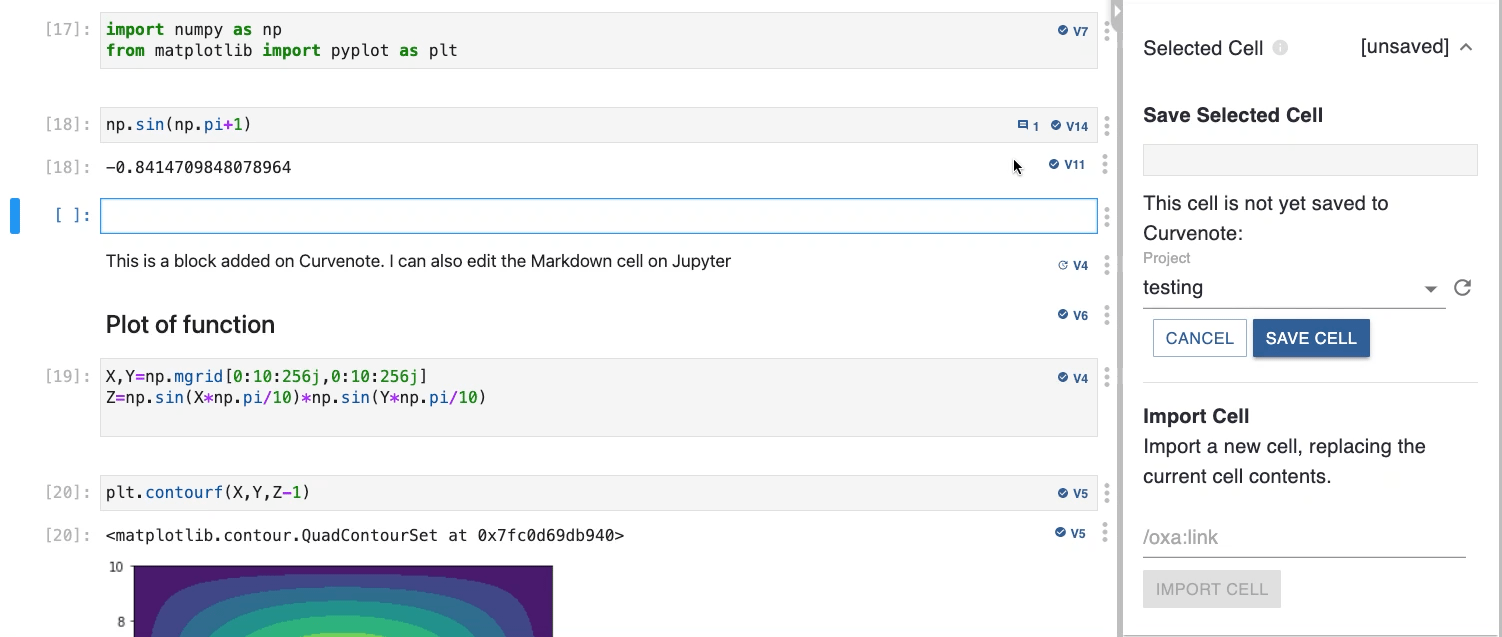 [17]: import numpy as np V7
from matplotlib import pyplot as plt
[18]: np.sin(np.pi+1) 1 V14
[18]: -0.8414709848078964 V11
[ ]:
This is a block added on Curvenote. I can also edit the Markdown cell on Jupyter V4
Plot of function V6
[19]: X,Y=np.mgrid[0:10:256j,0:10:256j] V4
Z=np.sin(X*np.pi/10)*np.sin(Y*np.pi/10)
[20]: plt.contourf(X,Y,Z-1) V5
[20]: <matplotlib.contour.QuadContourSet at 0x7fc0d69db940> V5
10
8
Selected Cell [unsaved]
Save Selected Cell
This cell is not yet saved to
Curvenote:
Project
testing
CANCEL SAVE CELL
Import Cell
Import a new cell, replacing the
current cell contents.
/oxa:link
IMPORT CELL